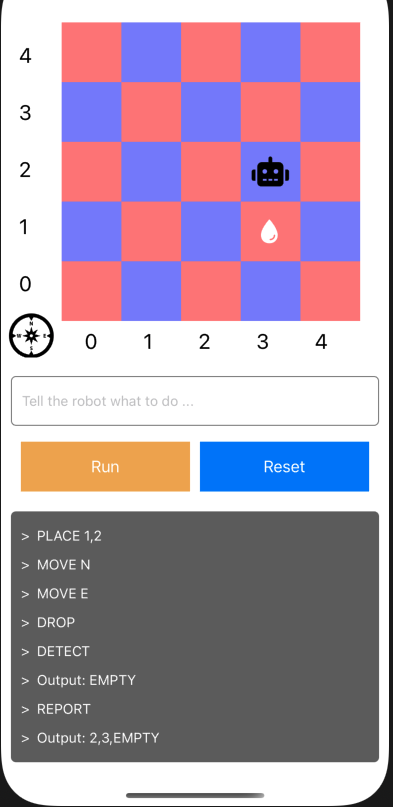 4
3
2
1
0
N
W E
S
0 1 2 3 4
Tell the robot what to do ...
Run Reset
> PLACE 1,2
> MOVE N
> MOVE E
> DROP
> DETECT
> Output: EMPTY
> REPORT
> Output: 2,3,EMPTY